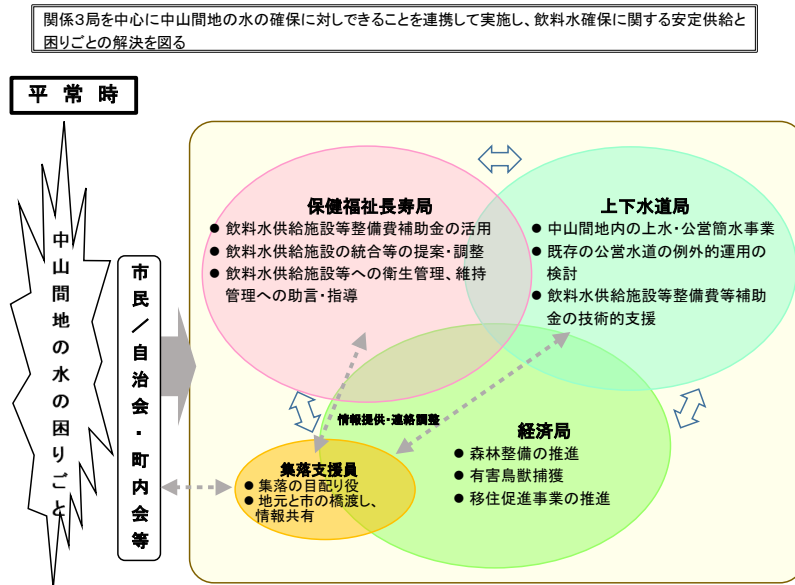 関係３局を中心に中山間地の水の確保に対しできることを連携して実施し、飲料水確保に関する安定供給と
困りごとの解決を図る
平常時
中山間地の水の困りごと
市民／自治会・町内会等
保健福祉長寿局
● 飲料水供給施設等整備費補助金の活用
● 飲料水供給施設の統合等の提案・調整
● 飲料水供給施設等への衛生管理、維持
管理への助言・指導
上下水道局
● 中山間地内の上水・公営簡水事業
● 既存の公営水道の例外的運用の
検討
● 飲料水供給施設等整備費等補助
金の技術的支援
情報提供・連絡調整
経済局
● 森林整備の推進
● 有害鳥獣捕獲
● 移住促進事業の推進
集落支援員
● 集落の目配り役
● 地元と市の橋渡し、
情報共有